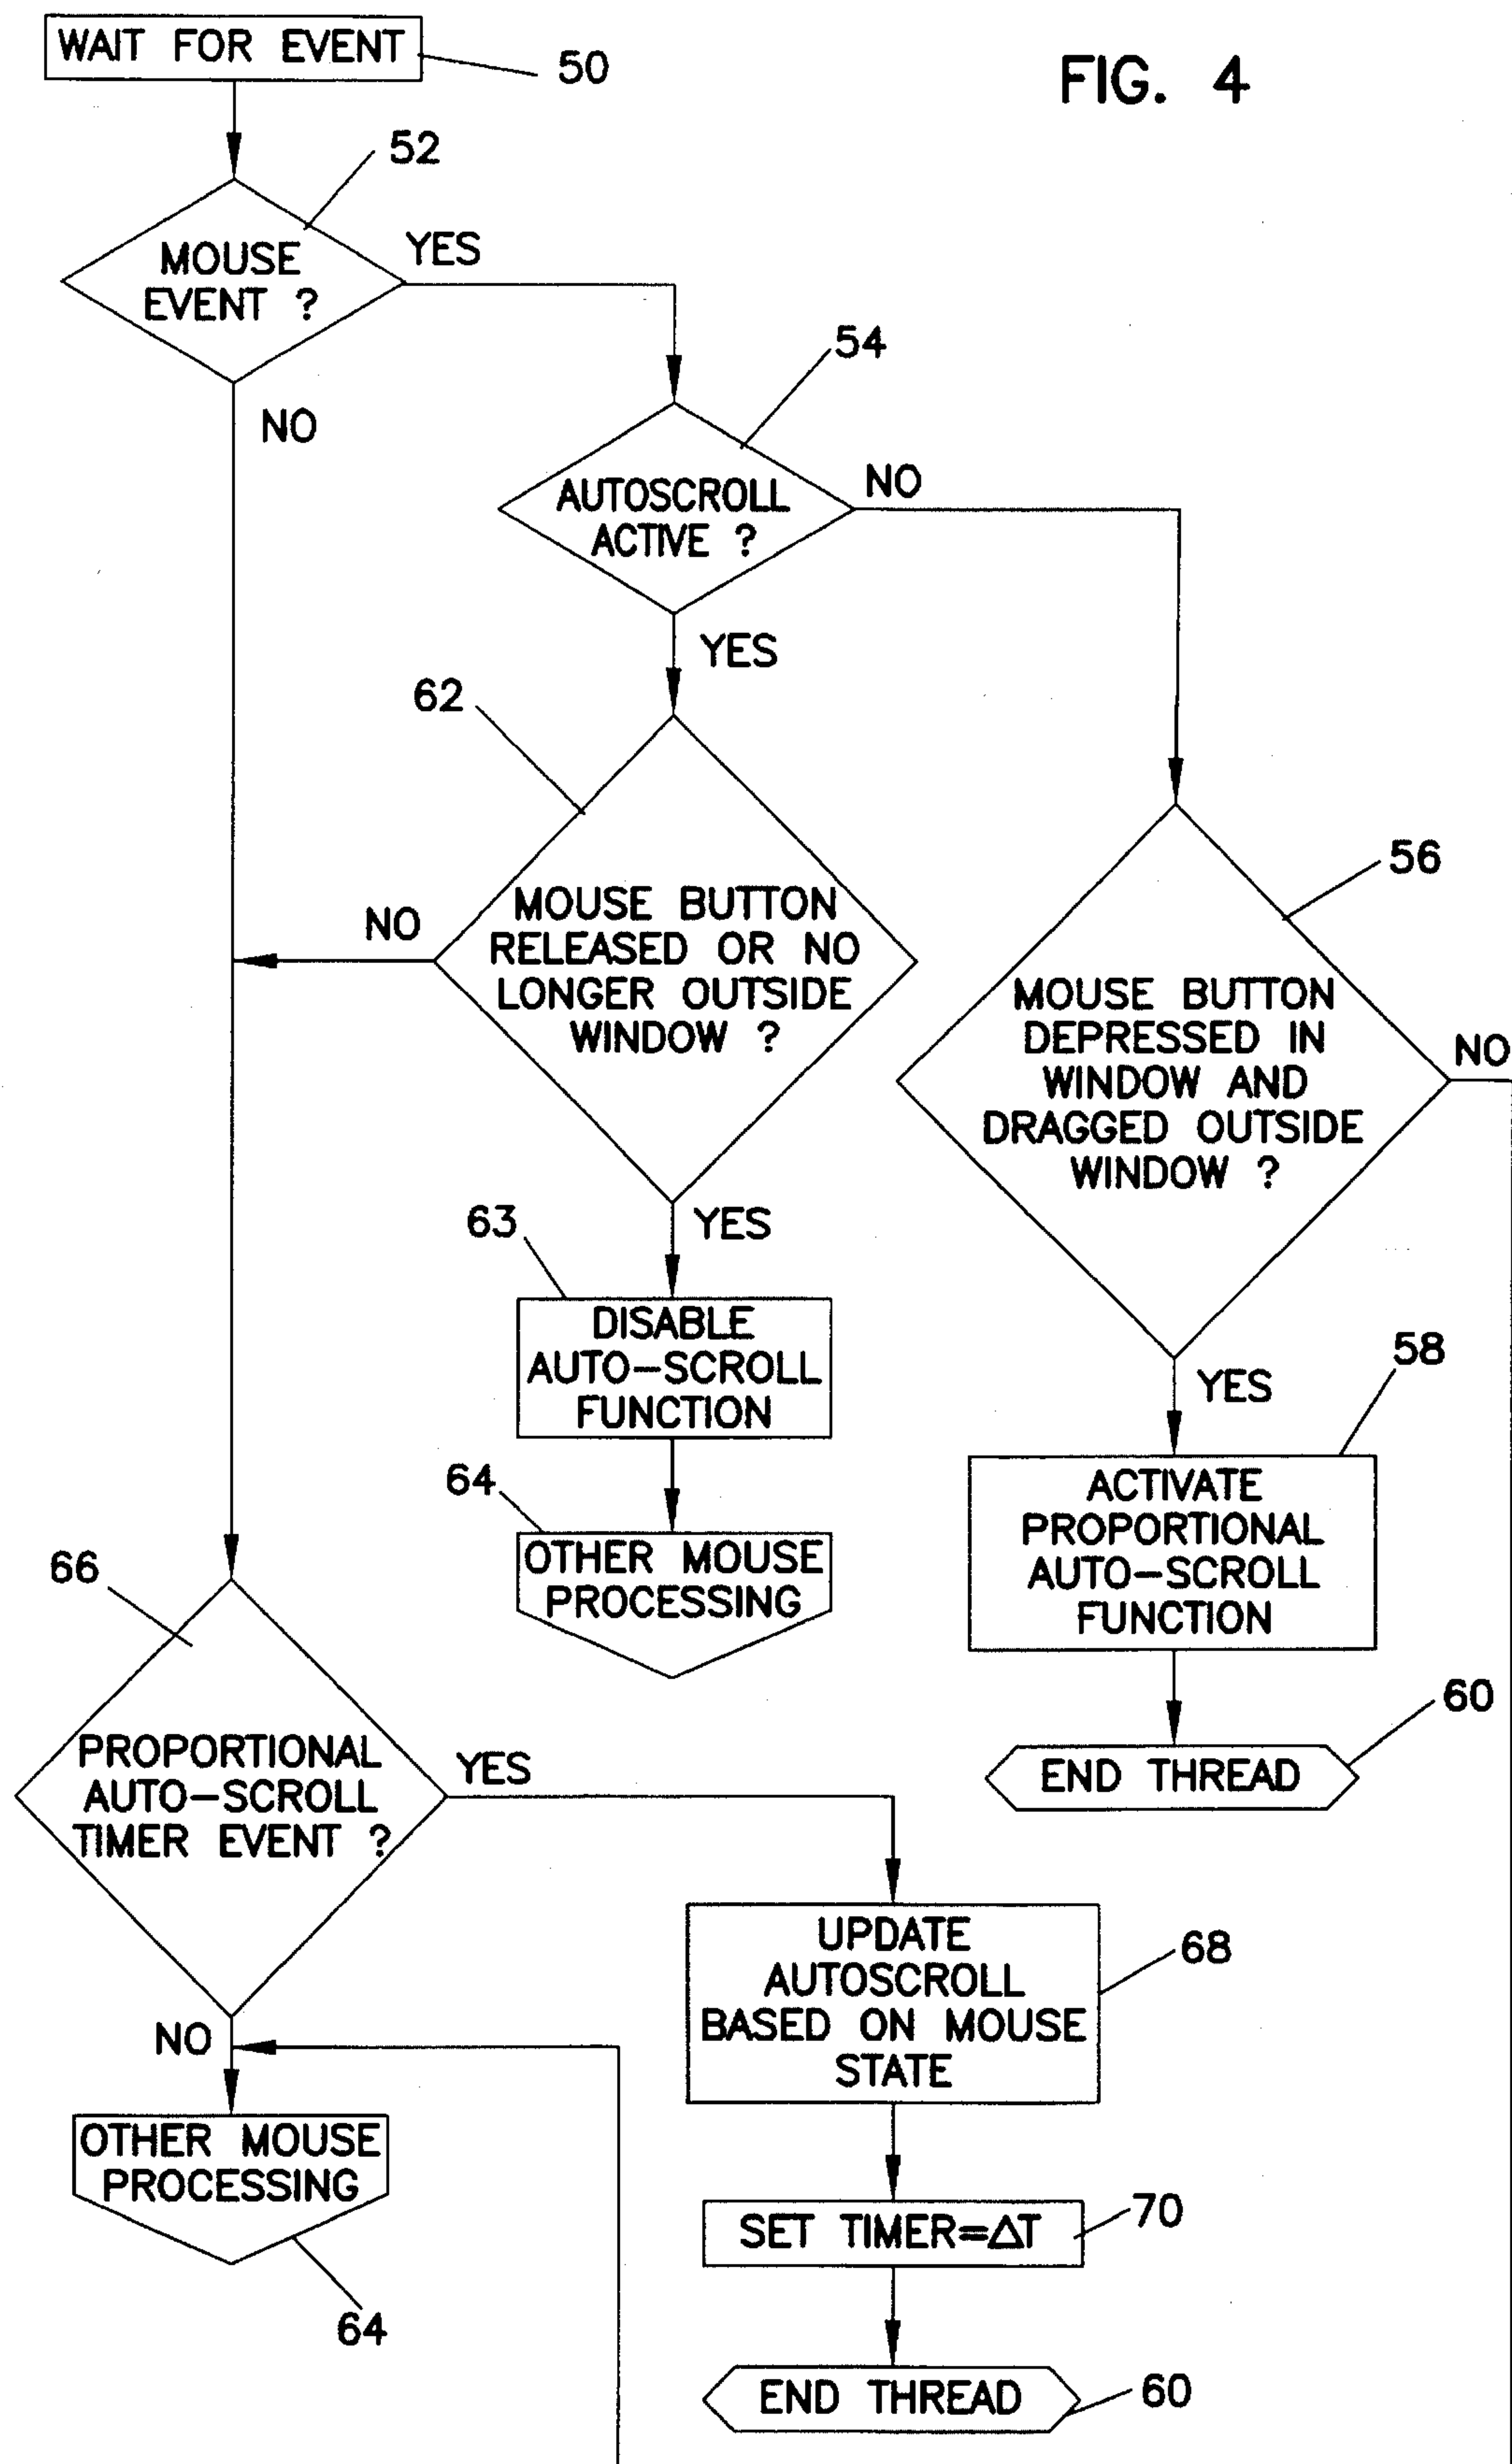 WAIT FOR EVENT
50
FIG. 4
52
MOUSE
EVENT ?
YES
NO
54
AUTOSCROLL
ACTIVE ?
NO
YES
62
MOUSE BUTTON
RELEASED OR NO
LONGER OUTSIDE
WINDOW ?
NO
YES
56
MOUSE BUTTON
DEPRESSED IN
WINDOW AND
DRAGGED OUTSIDE
WINDOW ?
NO
YES
63
DISABLE
AUTO-SCROLL
FUNCTION
64
OTHER MOUSE
PROCESSING
58
ACTIVATE
PROPORTIONAL
AUTO-SCROLL
FUNCTION
60
END THREAD
66
PROPORTIONAL
AUTO-SCROLL
TIMER EVENT ?
YES
NO
68
UPDATE
AUTOSCROLL
BASED ON MOUSE
STATE
OTHER MOUSE
PROCESSING
64
70
SET TIMER=ΔT
END THREAD
60